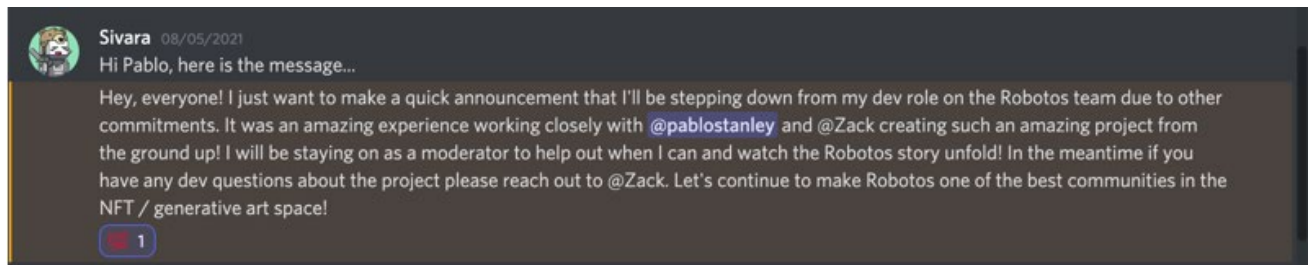 Sivara 08/05/2021
Hi Pablo, here is the message...
Hey, everyone! I just want to make a quick announcement that I'll be stepping down from my dev role on the Robotos team due to other
commitments. It was an amazing experience working closely with @pablostanley and @Zack creating such an amazing project from
the ground up! I will be staying on as a moderator to help out when I can and watch the Robotos story unfold! In the meantime if you
have any dev questions about the project please reach out to @Zack. Let's continue to make Robotos one of the best communities in the
NFT / generative art space!
1